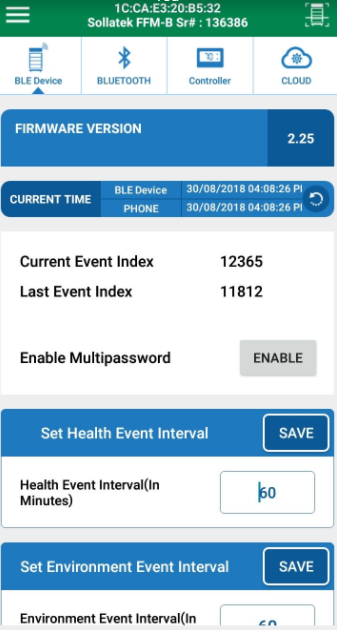 1C:CA:E3:20:B5:32
Sollatek FFM-B Sr# : 136386
BLE Device BLUETOOTH Controller CLOUD
FIRMWARE VERSION
2.25
CURRENT TIME
BLE Device 30/08/2018 04:08:26
PHONE 30/08/2018 04:08:26
Current Event Index 12365
Last Event Index 11812
Enable Multipassword ENABLE
Set Health Event Interval SAVE
Health Event Interval(In
Minutes)
60
Set Environment Event Interval SAVE
Environment Event Interval(In
60